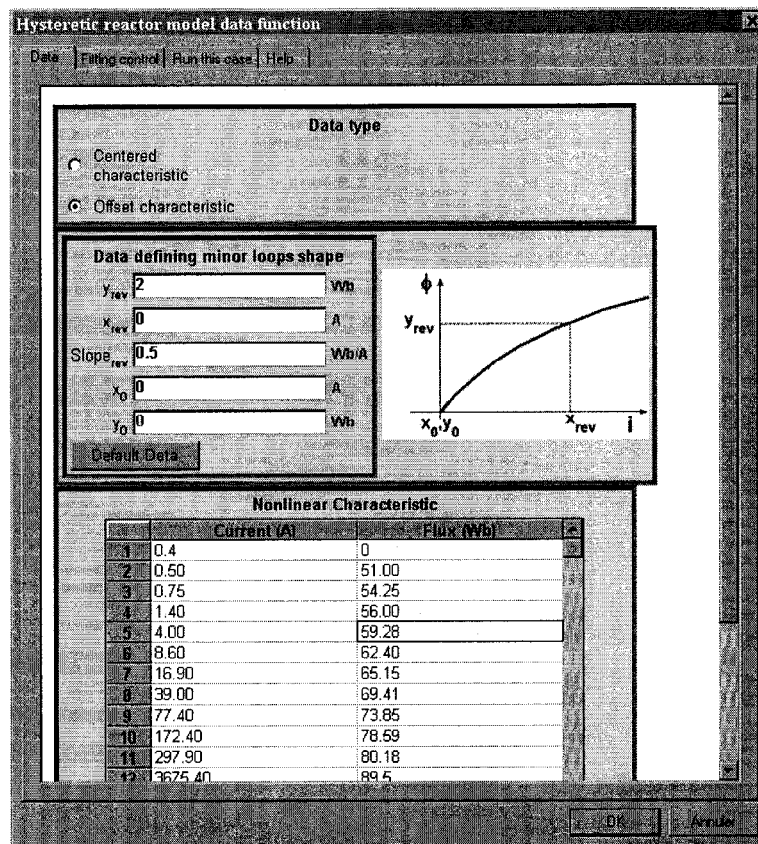 Hysteretic reactor model data function
Data Fitting control Run this case Help
Data type
Centered
characteristic
Offset characteristic
Data defining minor loops shape
y_rev 2 Wb
x_rev 0 A
Slope_rev 0.5 Wb/A
x_0 0 A
y_0 0 Wb
Default Data
ϕ
y_rev
x_0,y_0 x_rev i
Nonlinear Characteristic
Current (A) Flux (Wb)
1 0.4 0
2 0.50 51.00
3 0.75 54.25
4 1.40 56.00
5 4.00 59.28
6 8.60 62.40
7 16.90 65.15
8 39.00 69.41
9 77.40 73.85
10 172.40 78.59
11 297.90 80.18
12 3675.40 89.5
OK Annuler